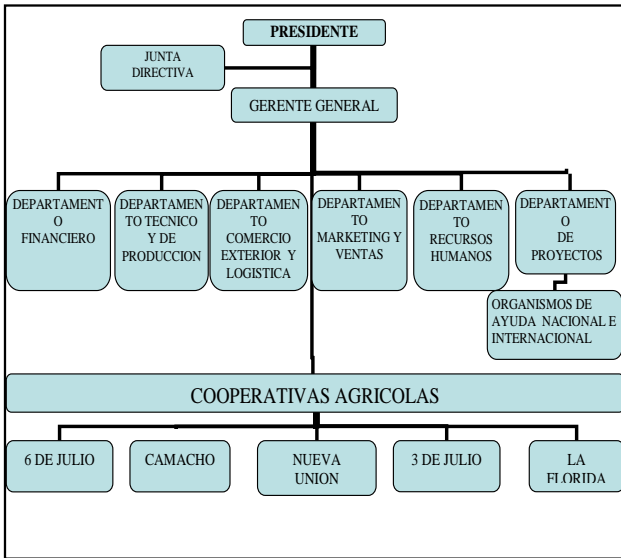 PRESIDENTE
JUNTA
DIRECTIVA
GERENTE GENERAL
DEPARTAMENT
O
FINANCIERO
DEPARTAMEN
TO TECNICO
Y DE
PRODUCCION
DEPARTAMEN
TO
COMERCIO
EXTERIOR Y
LOGISTICA
DEPARTAMEN
TO
MARKETING Y
VENTAS
DEPARTAMEN
TO
RECURSOS
HUMANOS
DEPARTAMENT
O
DE
PROYECTOS
ORGANISMOS DE
AYUDA NACIONAL E
INTERNACIONAL
COOPERATIVAS AGRICOLAS
6 DE JULIO
CAMACHO
NUEVA
UNION
3 DE JULIO
LA
FLORIDA